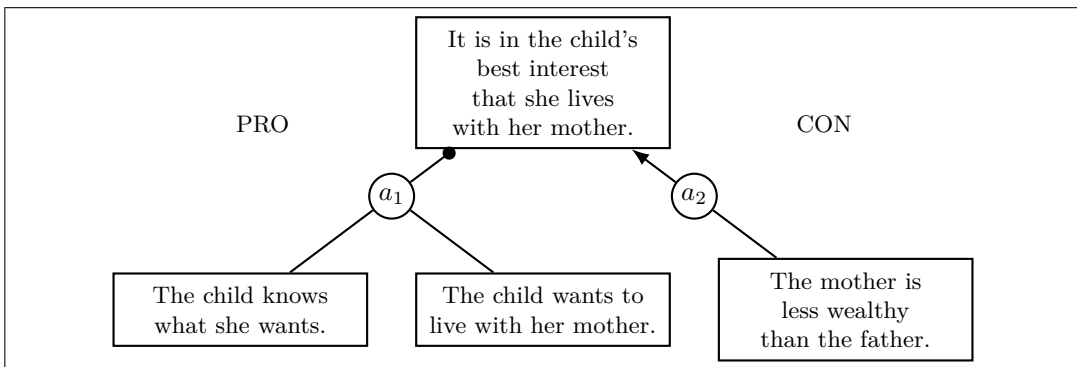 It is in the child's
best interest
that she lives
with her mother.
PRO
CON
a1
a2
The child knows
what she wants.
The child wants to
live with her mother.
The mother is
less wealthy
than the father.